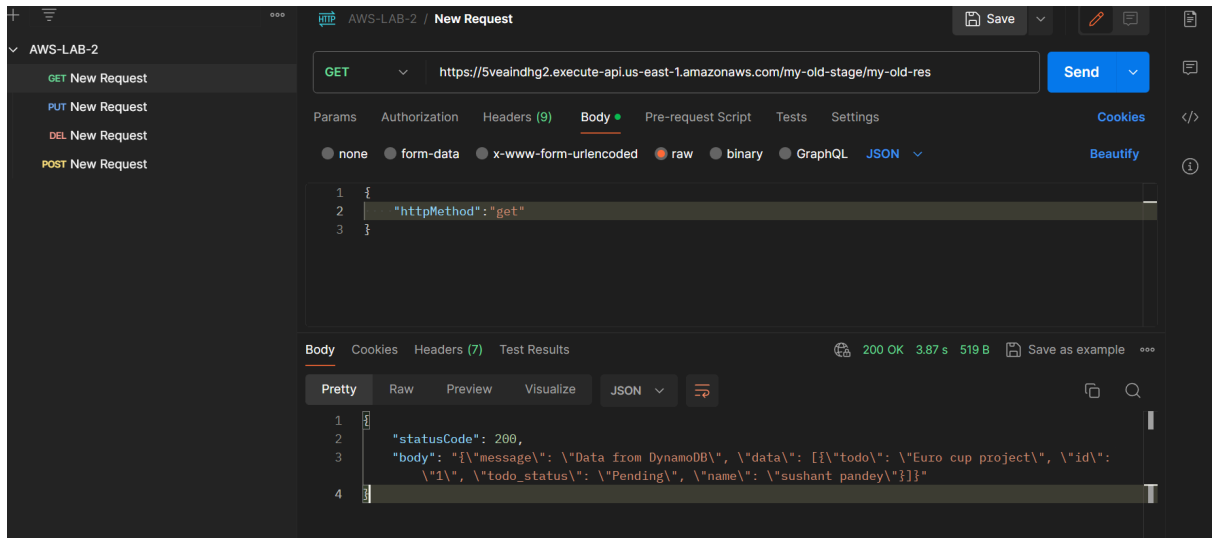 AWS-LAB-2 / New Request
Save
AWS-LAB-2
GET New Request
PUT New Request
DEL New Request
POST New Request
GET
https://5veaindhg2.execute-api.us-east-1.amazonaws.com/my-old-stage/my-old-res
Send
Params Authorization Headers (9) Body Pre-request Script Tests Settings Cookies
none form-data x-www-form-urlencoded raw binary GraphQL JSON Beautify
1 {
2 "httpMethod":"get"
3 }
Body Cookies Headers (7) Test Results 200 OK 3.87 s 519 B Save as example
Pretty Raw Preview Visualize JSON
1 {
2 "statusCode": 200,
3 "body": "{\"message\": \"Data from DynamoDB\", \"data\": [{\"todo\": \"Euro cup project\", \"id\":
\"1\", \"todo_status\": \"Pending\", \"name\": \"sushant pandey\"}]}"
4 }